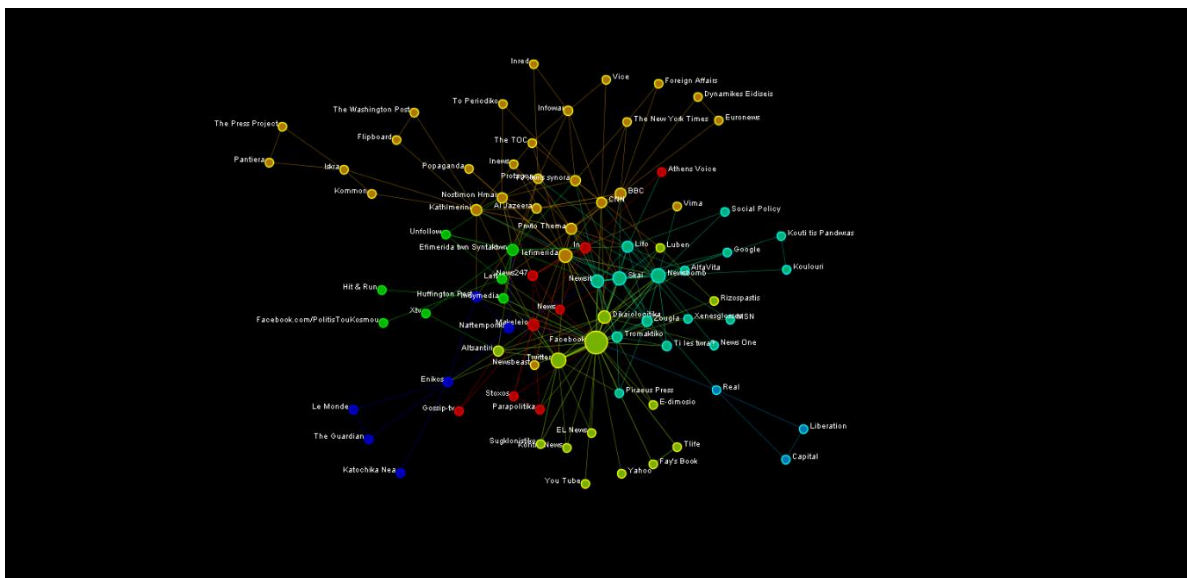 Inred
Vice
Foreign Affairs
Dynamikes Eidiseis
To Periodiko
Infowar
The Washington Post
The New York Times
Euronews
The Press Project
Flipboard
The TOC
Pantiera
Iskra
Popaganda
Inews
Athens Voice
Kommon
Nostimon Hmar
BBC
CNN
Al Jazeera
Kathimerini
Vima
Social Policy
Proto Thema
Unfollow
Kouti tis Pandwras
Efimerida twn Syntaktwn
In
Lifo
Luben
Iefimerida
Google
AltaVita
Koulouri
News247
Newsit
Skai
Newsbomb
Hit & Run
Huffington Post
Indymedia
Rizospastis
Xtv
News
Dikaiologitika
Zougla
MSN
Facebook.com/PolitisTouKosmou
Nattempolki
Makeleio
Tromaktiko
Facebook
Altsantiri
Ti les twra
News One
Twitter
Newsbeast
Enikos
Stoxos
Piraeus Press
Real
Le Monde
Gossip-tv
Parapolitika
E-dimosio
Liberation
The Guardian
EL News
Sugklonistika
Tlife
Capital
Katochika Nea
Fay's Book
Yahoo
You Tube